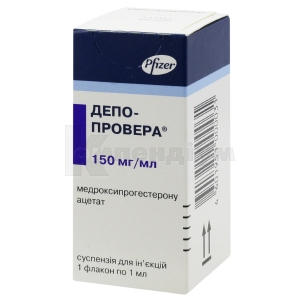 Pfizer
ДЕПО-
ПРОВЕРА®
150 мг/мл
медроксипрогестерону
ацетат
суспензія для ін'єкцій
1 флакон по 1 мл